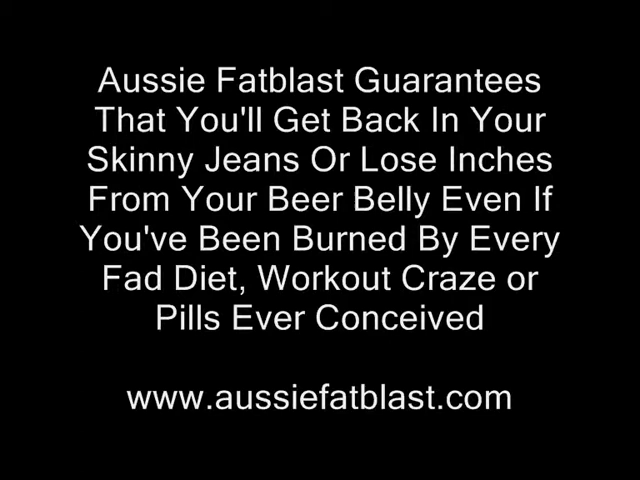 Aussie Fatblast Guarantees
That You'll Get Back In Your
Skinny Jeans Or Lose Inches
From Your Beer Belly Even If
You've Been Burned By Every
Fad Diet, Workout Craze or
Pills Ever Conceived
www.aussiefatblast.com